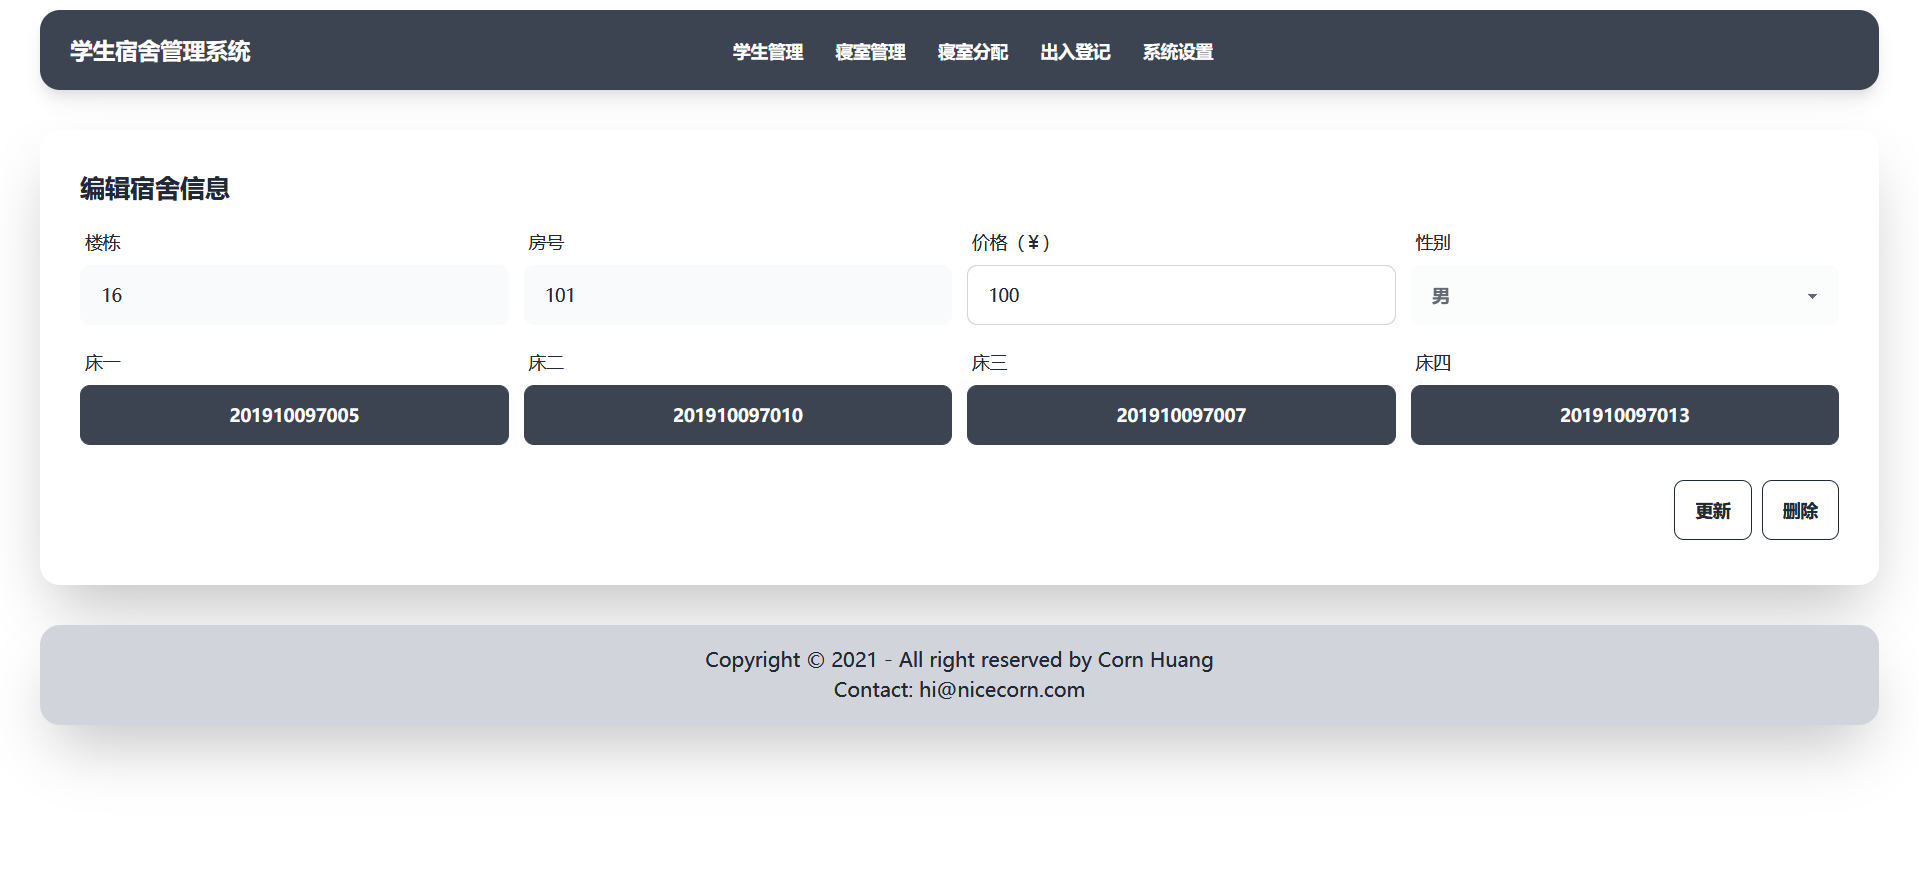 学生宿舍管理系统
学生管理 寝室管理 寝室分配 出入登记 系统设置
编辑宿舍信息
楼栋 房号 价格（¥） 性别
16 101 100 男
床一 床二 床三 床四
201910097005 201910097010 201910097007 201910097013
更新 删除
Copyright © 2021 - All right reserved by Corn Huang
Contact: hi@nicecorn.com